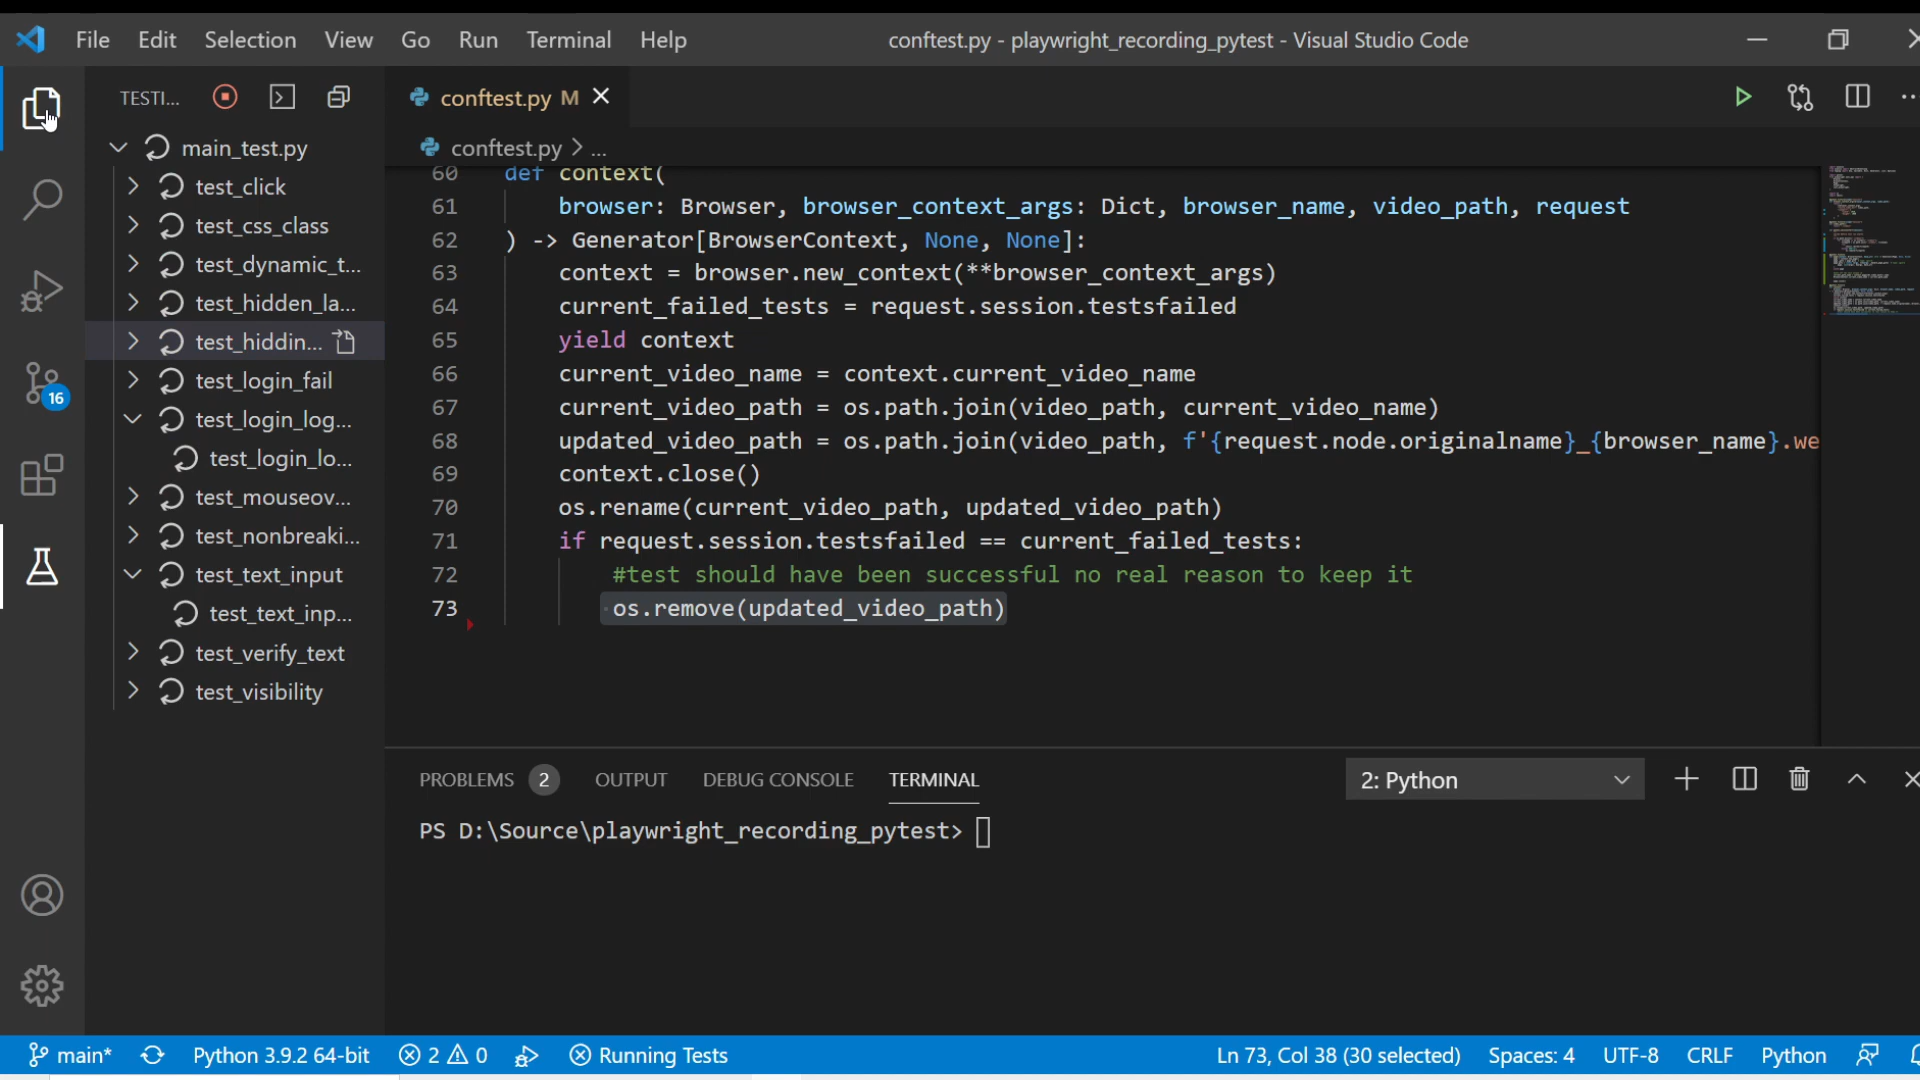 File Edit Selection View Go Run Terminal Help
conftest.py - playwright_recording_pytest - Visual Studio Code
TESTI...
main_test.py
test_click
test_css_class
test_dynamic_t...
test_hidden_la...
test_hiddin...
test_login_fail
test_login_log...
test_login_lo...
test_mouseov...
test_nonbreaki...
test_text_input
test_text_inp...
test_verify_text
test_visibility
16
conftest.py M
conftest.py > ...
60 def context(
61 browser: Browser, browser_context_args: Dict, browser_name, video_path, request
62 ) -> Generator[BrowserContext, None, None]:
63 context = browser.new_context(**browser_context_args)
64 current_failed_tests = request.session.testsfailed
65 yield context
66 current_video_name = context.current_video_name
67 current_video_path = os.path.join(video_path, current_video_name)
68 updated_video_path = os.path.join(video_path, f'{request.node.originalname}_{browser_name}.we
69 context.close()
70 os.rename(current_video_path, updated_video_path)
71 if request.session.testsfailed == current_failed_tests:
72 #test should have been successful no real reason to keep it
73 os.remove(updated_video_path)
PROBLEMS 2 OUTPUT DEBUG CONSOLE TERMINAL
2: Python
PS D:\Source\playwright_recording_pytest>
main* Python 3.9.2 64-bit 2 0 Running Tests
Ln 73, Col 38 (30 selected) Spaces: 4 UTF-8 CRLF Python